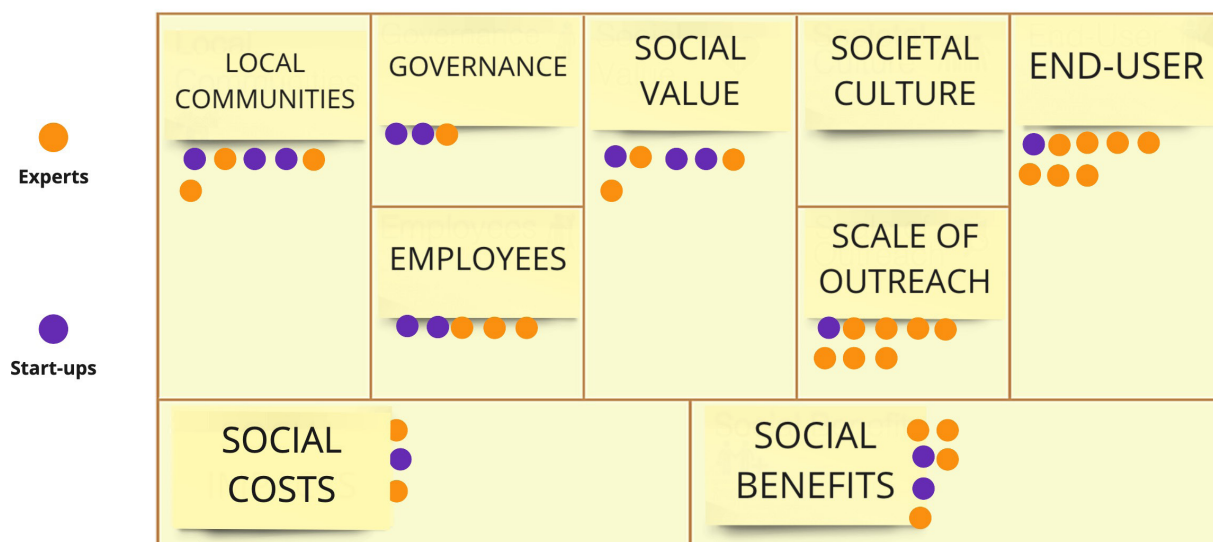 Experts
Start-ups
LOCAL
COMMUNITIES
GOVERNANCE
EMPLOYEES
SOCIAL
VALUE
SOCIETAL
CULTURE
SCALE OF
OUTREACH
END-USER
SOCIAL
COSTS
SOCIAL
BENEFITS